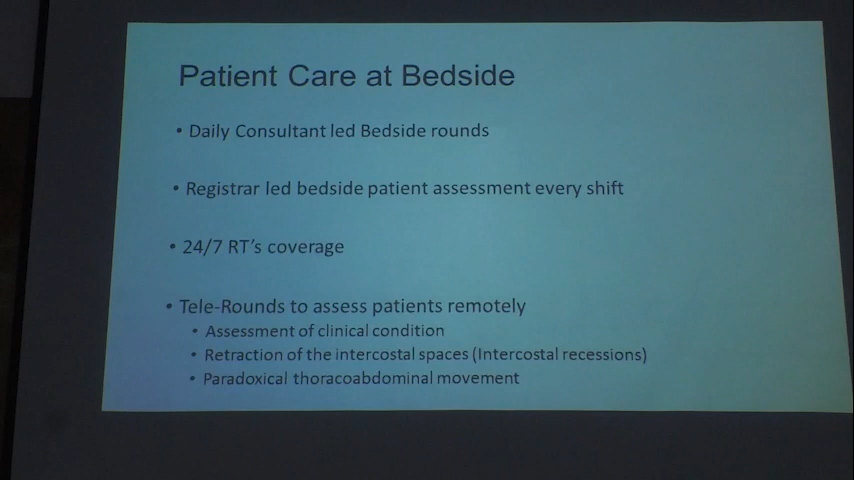 Patient Care at Bedside
• Daily Consultant led Bedside rounds
• Registrar led bedside patient assessment every shift
• 24/7 RT's coverage
• Tele-Rounds to assess patients remotely
• Assessment of clinical condition
• Retraction of the intercostal spaces (Intercostal recessions)
• Paradoxical thoracoabdominal movement